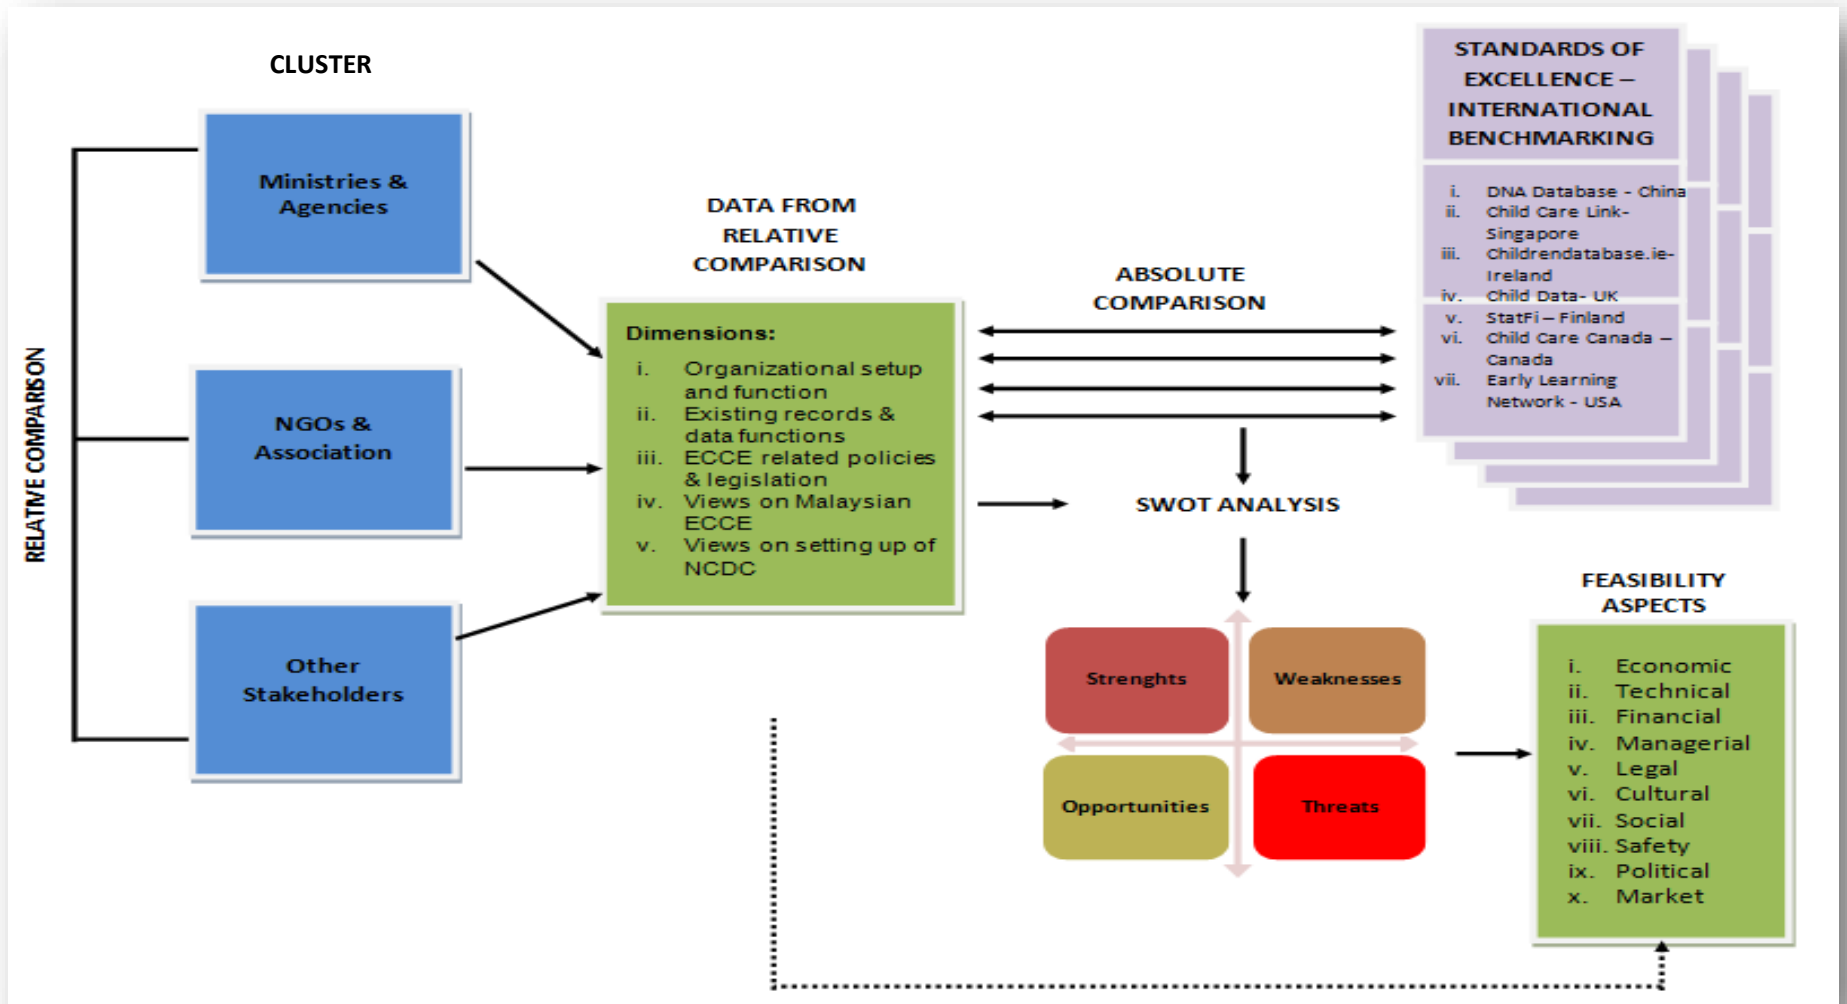 CLUSTER
RELATIVE COMPARISON
Ministries &
Agencies
NGOs &
Association
Other
Stakeholders
DATA FROM
RELATIVE
COMPARISON
Dimensions:
i. Organizational setup
and function
ii. Existing records &
data functions
iii. ECCE related policies
& legislation
iv. Views on Malaysian
ECCE
v. Views on setting up of
NCDC
ABSOLUTE
COMPARISON
STANDARDS OF
EXCELLENCE –
INTERNATIONAL
BENCHMARKING
i. DNA Database - China
ii. Child Care Link-
Singapore
iii. Childrendatabase.ie-
Ireland
iv. Child Data- UK
v. StatFi – Finland
vi. Child Care Canada –
Canada
vii. Early Learning
Network - USA
SWOT ANALYSIS
Strenghts
Weaknesses
Opportunities
Threats
FEASIBILITY
ASPECTS
i. Economic
ii. Technical
iii. Financial
iv. Managerial
v. Legal
vi. Cultural
vii. Social
viii. Safety
ix. Political
x. Market